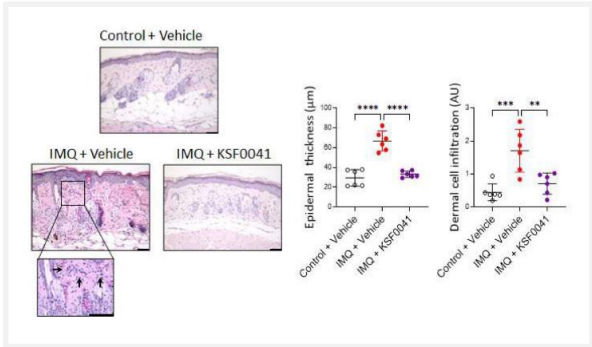 Control + Vehicle
IMQ + Vehicle
IMQ + KSF0041
Epidermal thickness (μm)
100
80
60
40
20
0
****
****
Control + Vehicle
IMQ + Vehicle
IMQ + KSF0041
Dermal cell infiltration (AU)
3
2
1
0
***
**
Control + Vehicle
IMQ + Vehicle
IMQ + KSF0041